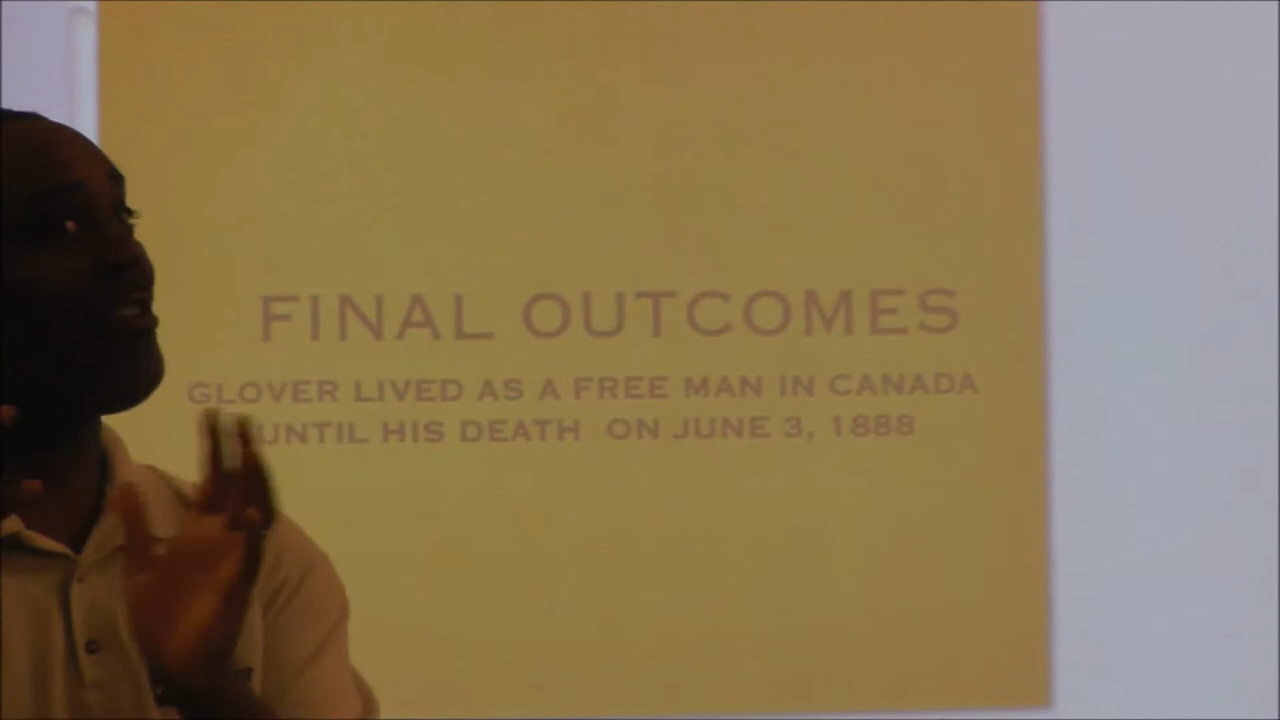 FINAL OUTCOMES
GLOVER LIVED AS A FREE MAN IN CANADA
UNTIL HIS DEATH ON JUNE 3, 1888